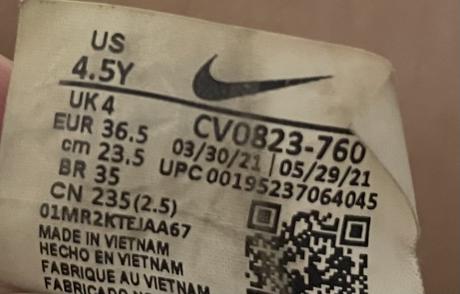 US
4.5Y
UK 4
EUR 36.5
cm 23.5
BR 35
CN 235 (2.5)
01MR2KTEJAA67
MADE IN VIETNAM
HECHO EN VIETNAM
FABRIQUE AU VIETNAM
FABRICADO
CV0823-760
03/30/21 | 05/29/21
UPC 00195237064045